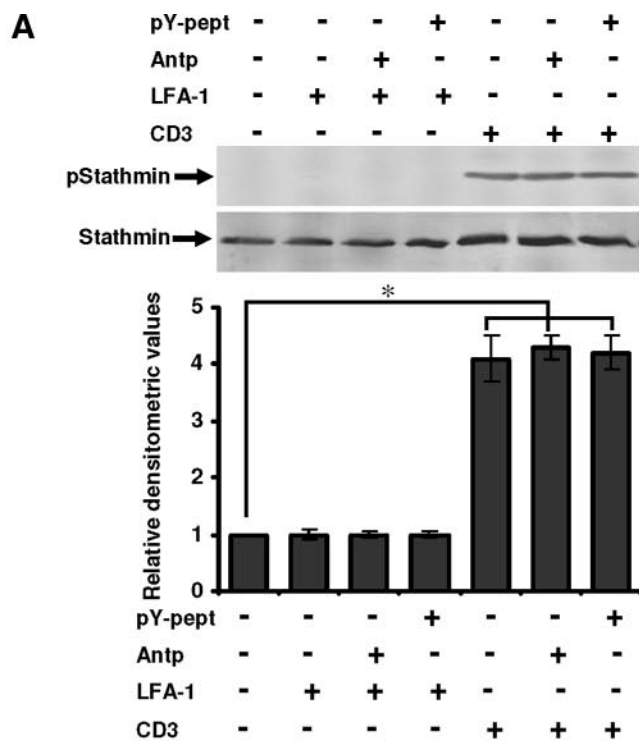 A
pY-pept - - - + - - +
Antp - - + - - + -
LFA-1 - + + + - - -
CD3 - - - - + + +
pStathmin
Stathmin
*
Relative densitometric values
5
4
3
2
1
0
pY-pept - - - + - - +
Antp - - + - - + -
LFA-1 - + + + - - -
CD3 - - - - + + +